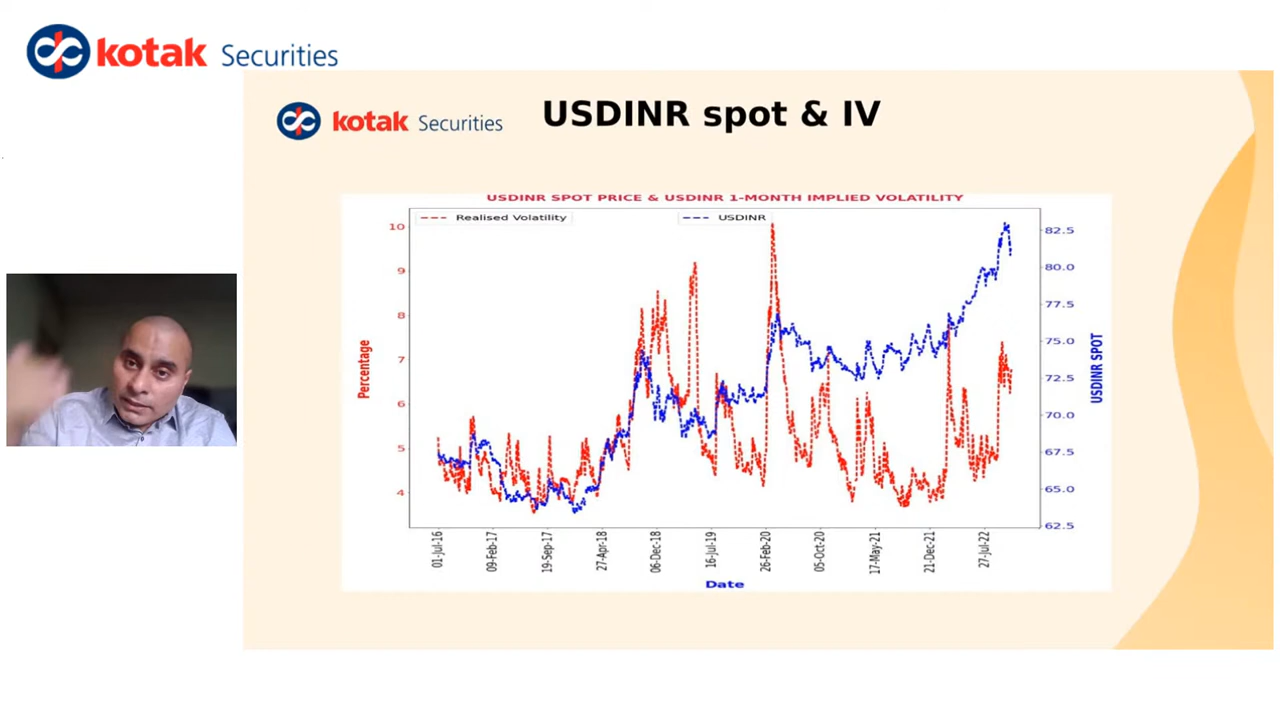 kotak Securities
kotak Securities
USDINR spot & IV
USDINR SPOT PRICE & USDINR 1-MONTH IMPLIED VOLATILITY
Realised Volatility
USDINR
10
9
8
7
6
5
4
Percentage
82.5
80.0
77.5
75.0
72.5
70.0
67.5
65.0
62.5
USDINR SPOT
01-Jul-16
09-Feb-17
19-Sep-17
27-Apr-18
06-Dec-18
16-Jul-19
26-Feb-20
05-Oct-20
17-May-21
21-Dec-21
27-Jul-22
Date